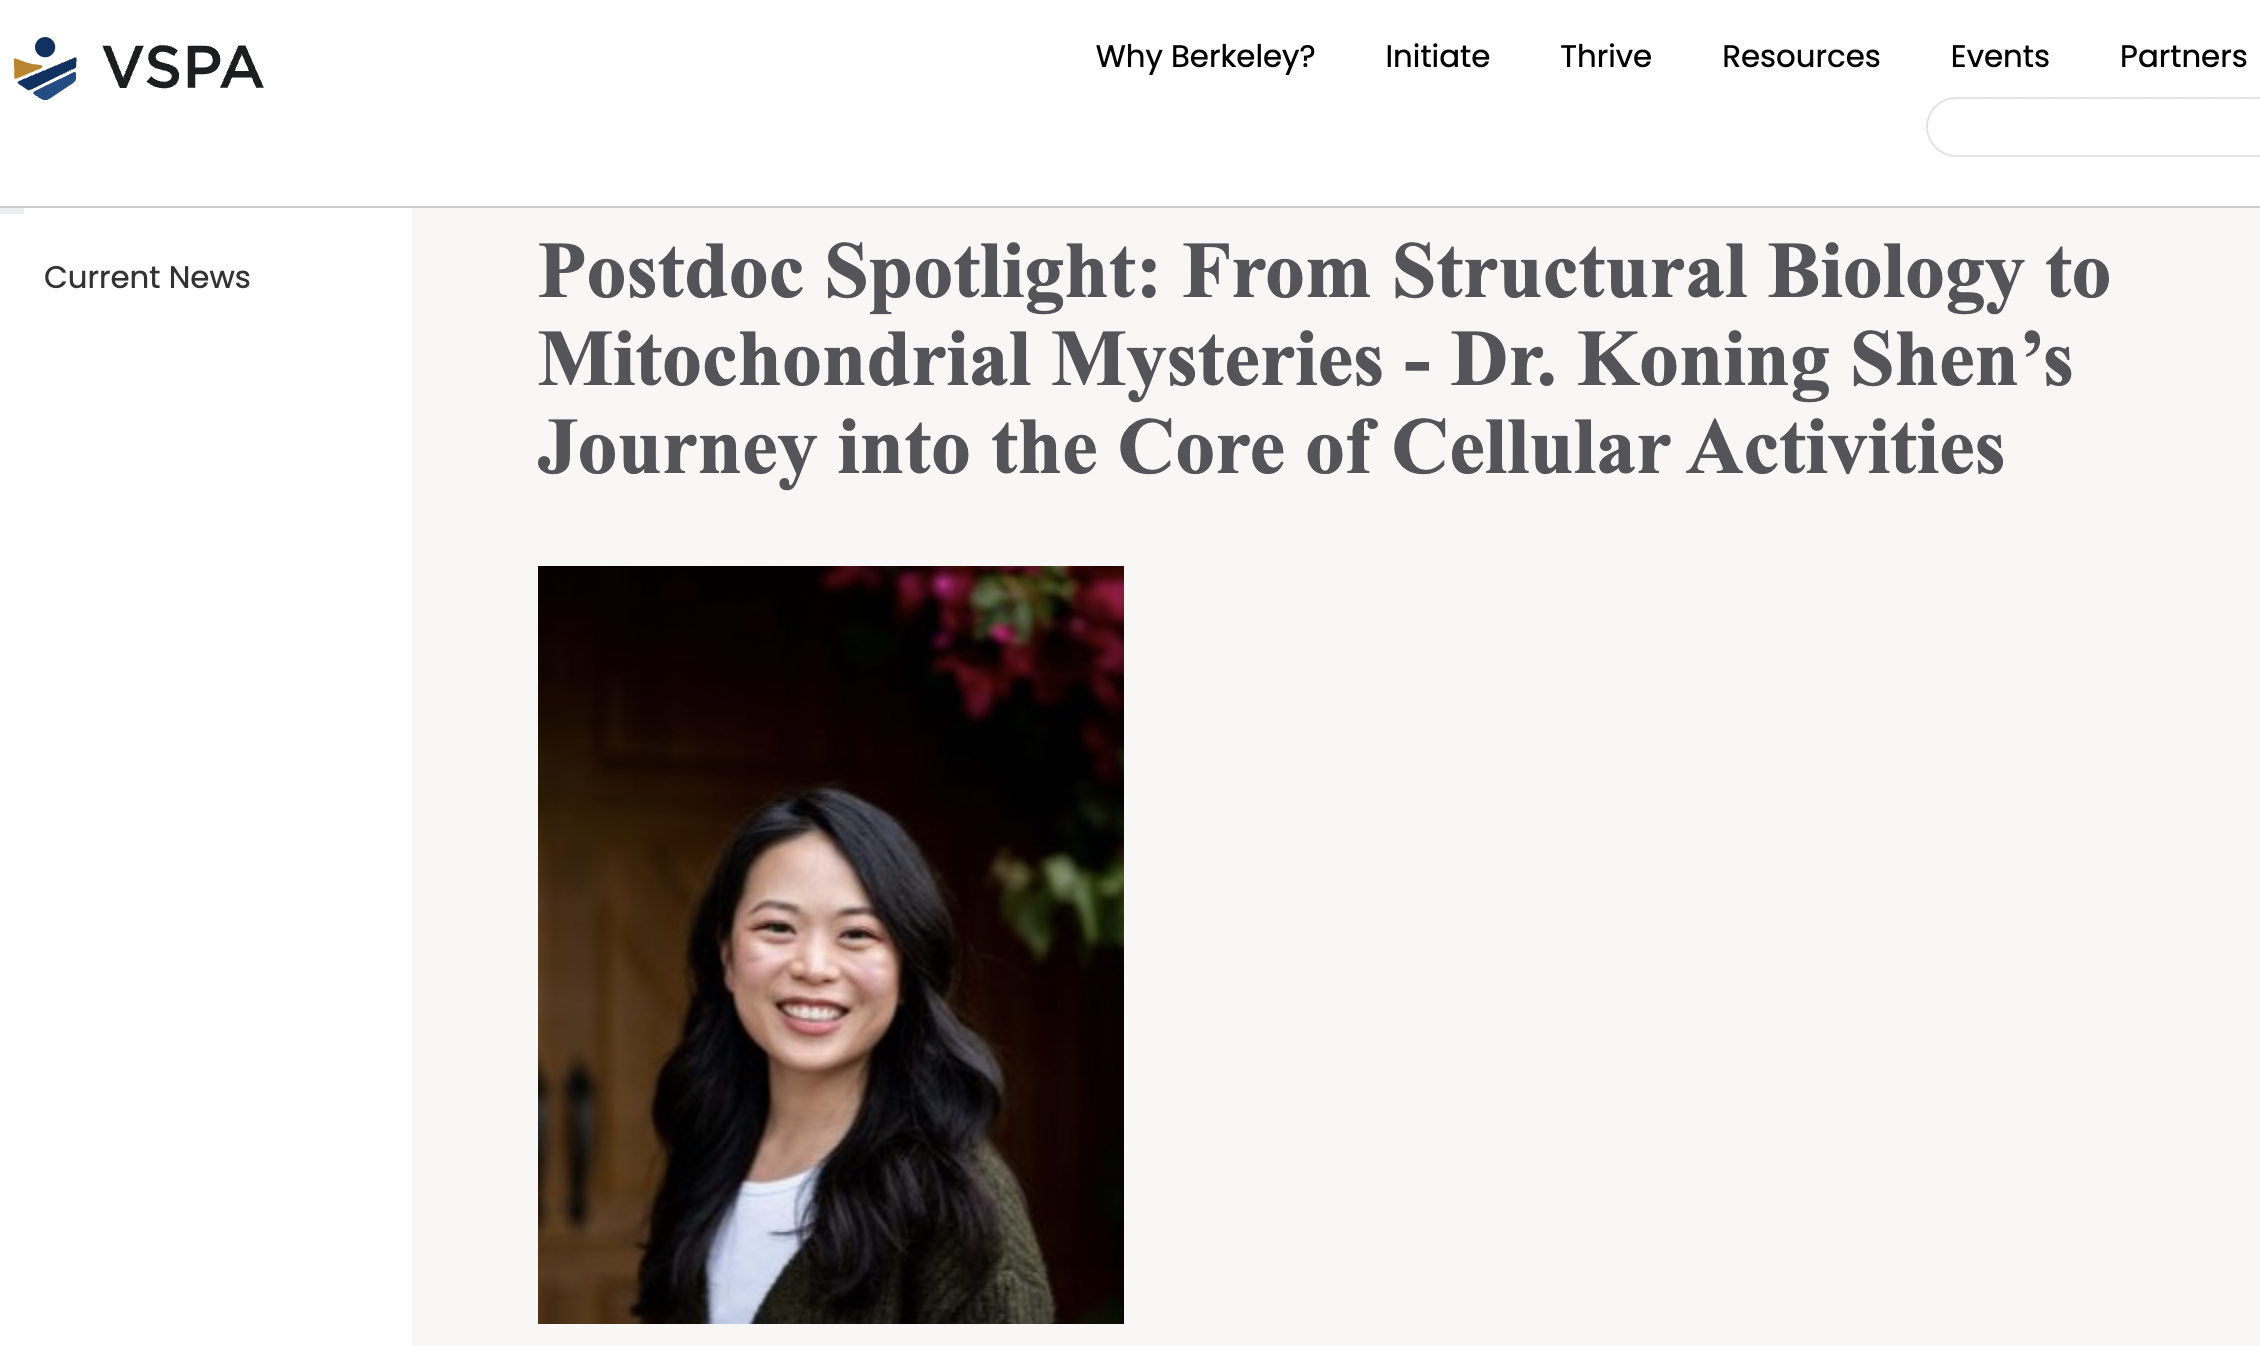 VSPA
Why Berkeley? Initiate Thrive Resources Events Partners
Current News
Postdoc Spotlight: From Structural Biology to
Mitochondrial Mysteries - Dr. Koning Shen’s
Journey into the Core of Cellular Activities